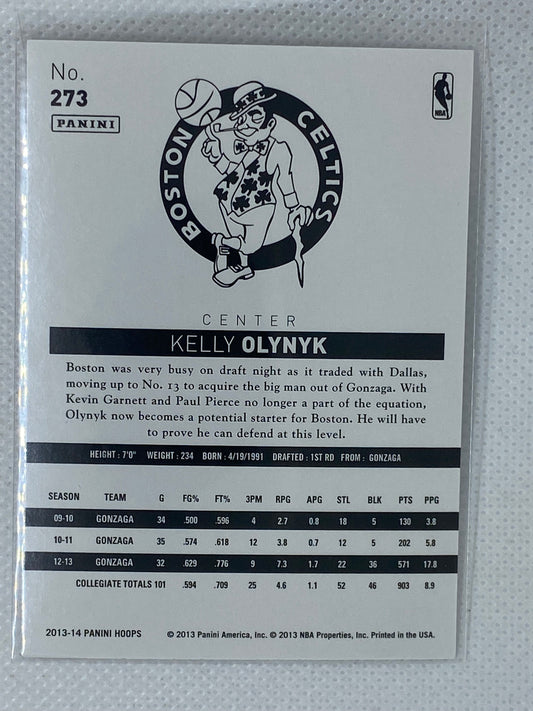 No.
273
PANINI
BOSTON CELTICS
NBA
CENTER
KELLY OLYNYK
Boston was very busy on draft night as it traded with Dallas,
moving up to No. 13 to acquire the big man out of Gonzaga. With
Kevin Garnett and Paul Pierce no longer a part of the equation,
Olynyk now becomes a potential starter for Boston. He will have
to prove he can defend at this level.
HEIGHT : 7'0" WEIGHT : 234 BORN : 4/19/1991 DRAFTED : 1ST RD FROM : GONZAGA
SEASON TEAM G FG% FT% 3PM RPG APG STL BLK PTS PPG
09-10 GONZAGA 34 .500 .596 4 2.7 0.8 18 5 130 3.8
10-11 GONZAGA 35 .574 .618 12 3.8 0.7 12 5 202 5.8
12-13 GONZAGA 32 .629 .776 9 7.3 1.7 22 36 571 17.8
COLLEGIATE TOTALS 101 .594 .709 25 4.6 1.1 52 46 903 8.9
2013-14 PANINI HOOPS © 2013 Panini America, Inc. © 2013 NBA Properties, Inc. Printed in the USA.